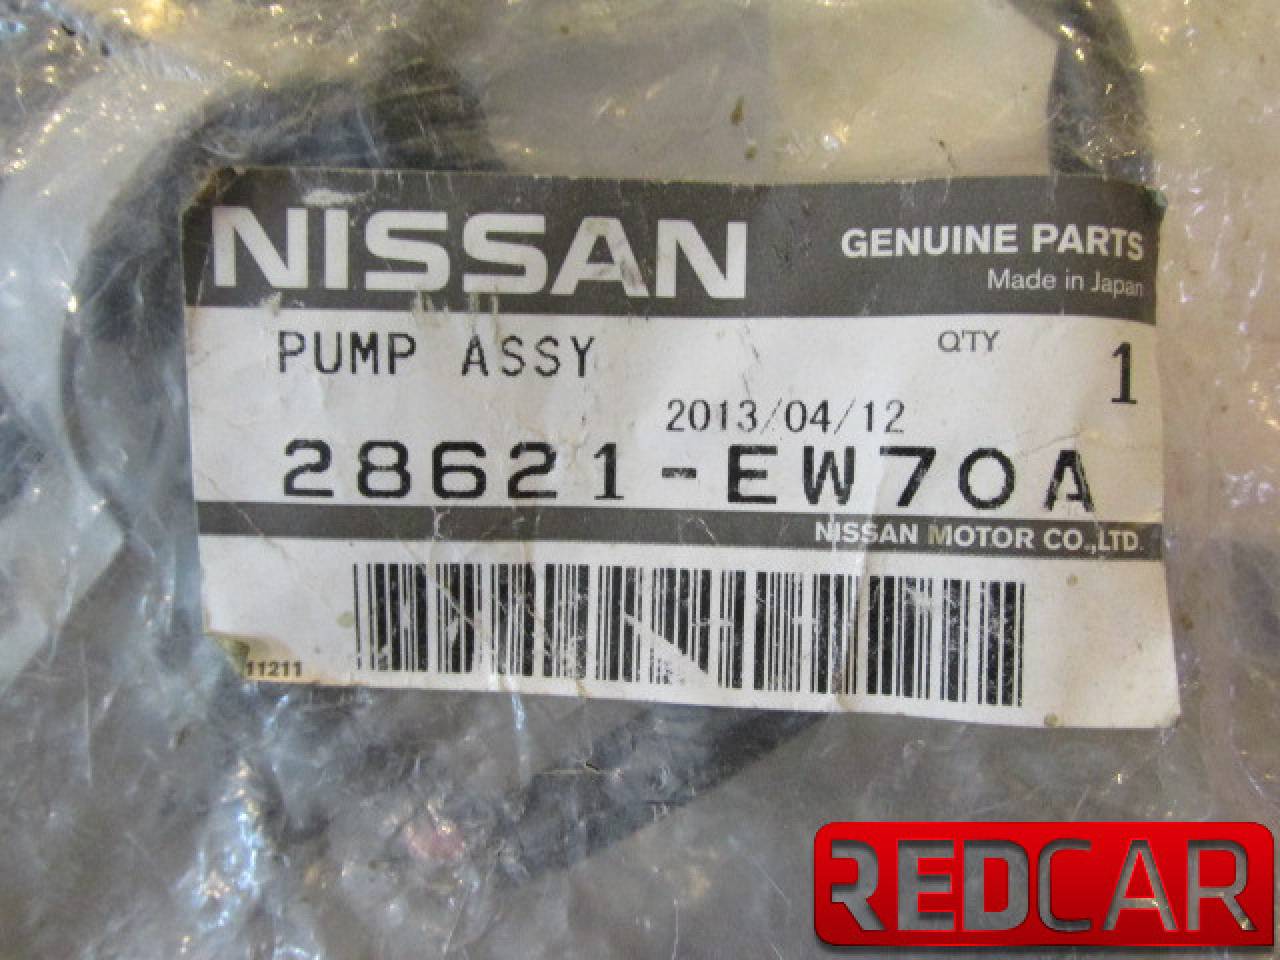 NISSAN
GENUINE PARTS
Made in Japan
PUMP ASSY
Q'TY 1
2013/04/12
28621-EW70A
NISSAN MOTOR CO.,LTD.
11211
REDCAR